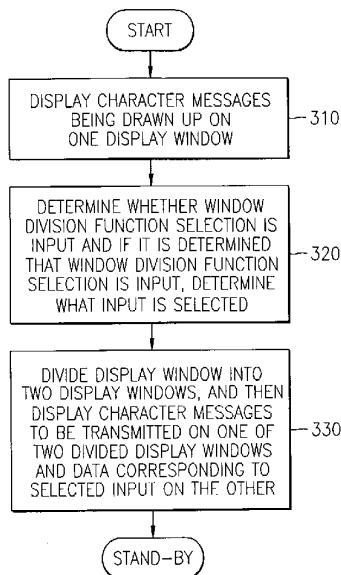 START
DISPLAY CHARACTER MESSAGES
BEING DRAWN UP ON
ONE DISPLAY WINDOW
310
DETERMINE WHETHER WINDOW
DIVISION FUNCTION SELECTION IS
INPUT AND IF IT IS DETERMINED
THAT WINDOW DIVISION FUNCTION
SELECTION IS INPUT, DETERMINE
WHAT INPUT IS SELECTED
320
DIVIDE DISPLAY WINDOW INTO
TWO DISPLAY WINDOWS, AND THEN
DISPLAY CHARACTER MESSAGES
TO BE TRANSMITTED ON ONE OF
TWO DIVIDED DISPLAY WINDOWS
AND DATA CORRESPONDING TO
SELECTED INPUT ON THE OTHER
330
STAND-BY